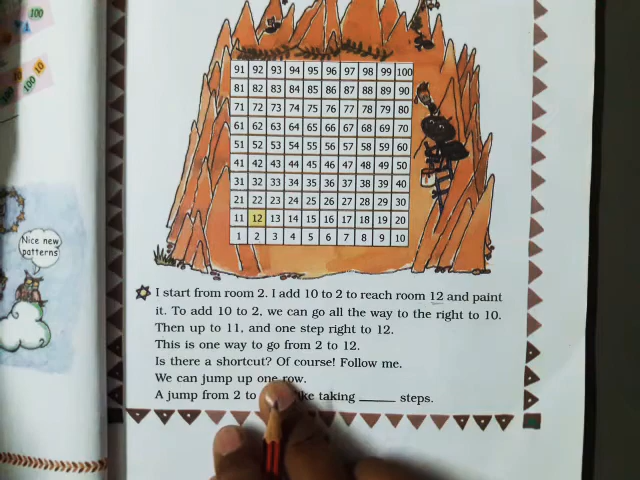 100
10
100
Nice new
patterns
91 92 93 94 95 96 97 98 99 100
81 82 83 84 85 86 87 88 89 90
71 72 73 74 75 76 77 78 79 80
61 62 63 64 65 66 67 68 69 70
51 52 53 54 55 56 57 58 59 60
41 42 43 44 45 46 47 48 49 50
31 32 33 34 35 36 37 38 39 40
21 22 23 24 25 26 27 28 29 30
11 12 13 14 15 16 17 18 19 20
1 2 3 4 5 6 7 8 9 10
I start from room 2. I add 10 to 2 to reach room 12 and paint
it. To add 10 to 2, we can go all the way to the right to 10.
Then up to 11, and one step right to 12.
This is one way to go from 2 to 12.
Is there a shortcut? Of course! Follow me.
We can jump up one row.
A jump from 2 to taking _____ steps.